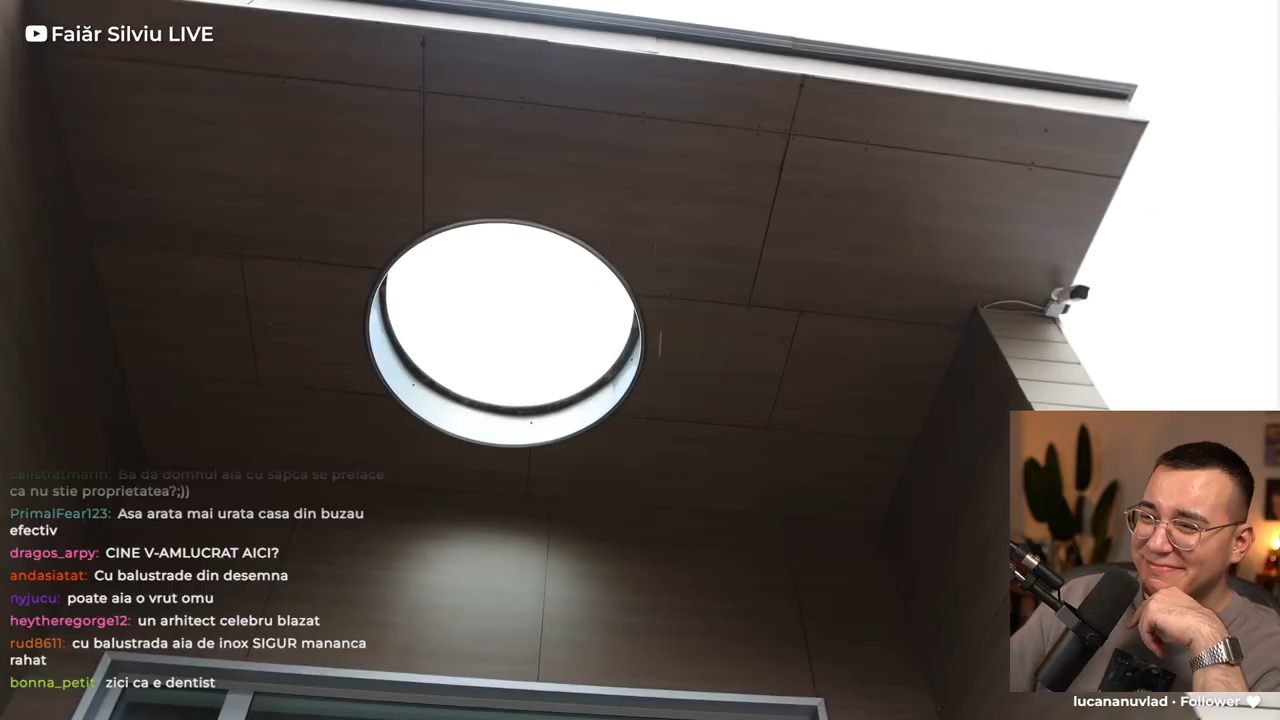 Faiăr Silviu LIVE
calistratmarin: Ba da domnul ala cu sapca se preface
ca nu stie proprietatea?;))
PrimalFear123: Asa arata mai urata casa din buzau
efectiv
dragos_arpy: CINE V-AMLUCRAT AICI?
andasiatat: Cu balustrade din desemna
nyjucu: poate aia o vrut omu
heytheregorge12: un arhitect celebru blazat
rud8611: cu balustrada aia de inox SIGUR mananca
rahat
bonna_petit: zici ca e dentist
lucananuvlad · Follower